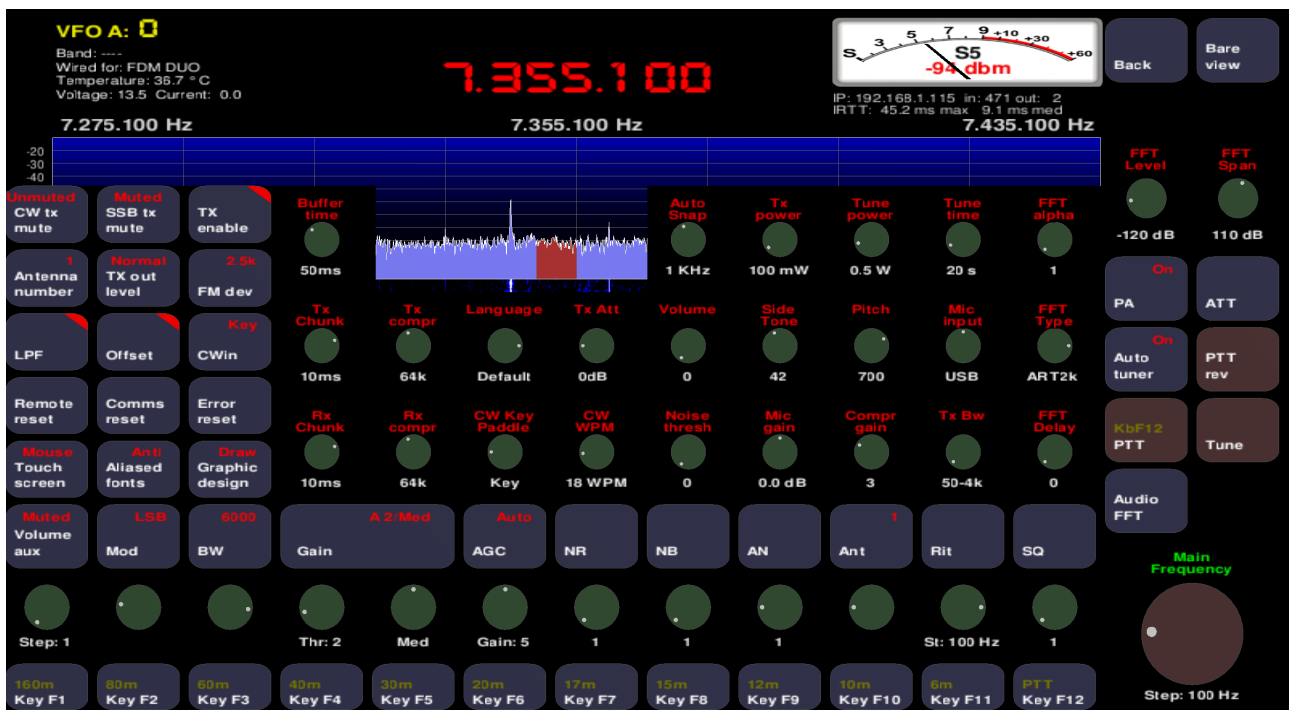 VFO A: 0
Band: ----
Wired for: FDM DUO
Temperature: 36.7 ° C
Voltage: 13.5 Current: 0.0
7.355.100
S 3 5 7 9 +10 +30 +60
S5
-94 dbm
IP: 192.168.1.115 in: 471 out: 2
IRTT: 45.2 ms max 9.1 ms med
Back
Bare
view
7.275.100 Hz
7.355.100 Hz
7.435.100 Hz
-20
-30
-40
FFT
Level
-120 dB
FFT
Span
110 dB
Unmuted
CW tx
mute
Muted
SSB tx
mute
TX
enable
Buffer
time
50ms
Auto
Snap
1 KHz
Tx
power
100 mW
Tune
power
0.5 W
Tune
time
20 s
FFT
alpha
1
1
Antenna
number
Normal
TX out
level
2.5k
FM dev
On
PA
ATT
LPF
Offset
Key
CWin
Tx
Chunk
10ms
Tx
compr
64k
Language
Default
Tx Att
0dB
Volume
0
Side
Tone
42
Pitch
700
Mic
input
USB
FFT
Type
ART2k
On
Auto
tuner
PTT
rev
Remote
reset
Comms
reset
Error
reset
Rx
Chunk
10ms
Rx
compr
64k
CW Key
Paddle
Key
CW
WPM
18 WPM
Noise
thresh
0
Mic
gain
0.0 dB
Compr
gain
3
Tx Bw
50-4k
FFT
Delay
0
KbF12
PTT
Tune
Mouse
Touch
screen
Anti
Aliased
fonts
Draw
Graphic
design
Audio
FFT
Muted
Volume
aux
LSB
Mod
6000
BW
A 2/Med
Gain
Auto
AGC
NR
NB
AN
1
Ant
Rit
SQ
Main
Frequency
Step: 1
Thr: 2
Med
Gain: 5
1
1
1
St: 100 Hz
1
160m
Key F1
80m
Key F2
60m
Key F3
40m
Key F4
30m
Key F5
20m
Key F6
17m
Key F7
15m
Key F8
12m
Key F9
10m
Key F10
6m
Key F11
PTT
Key F12
Step: 100 Hz